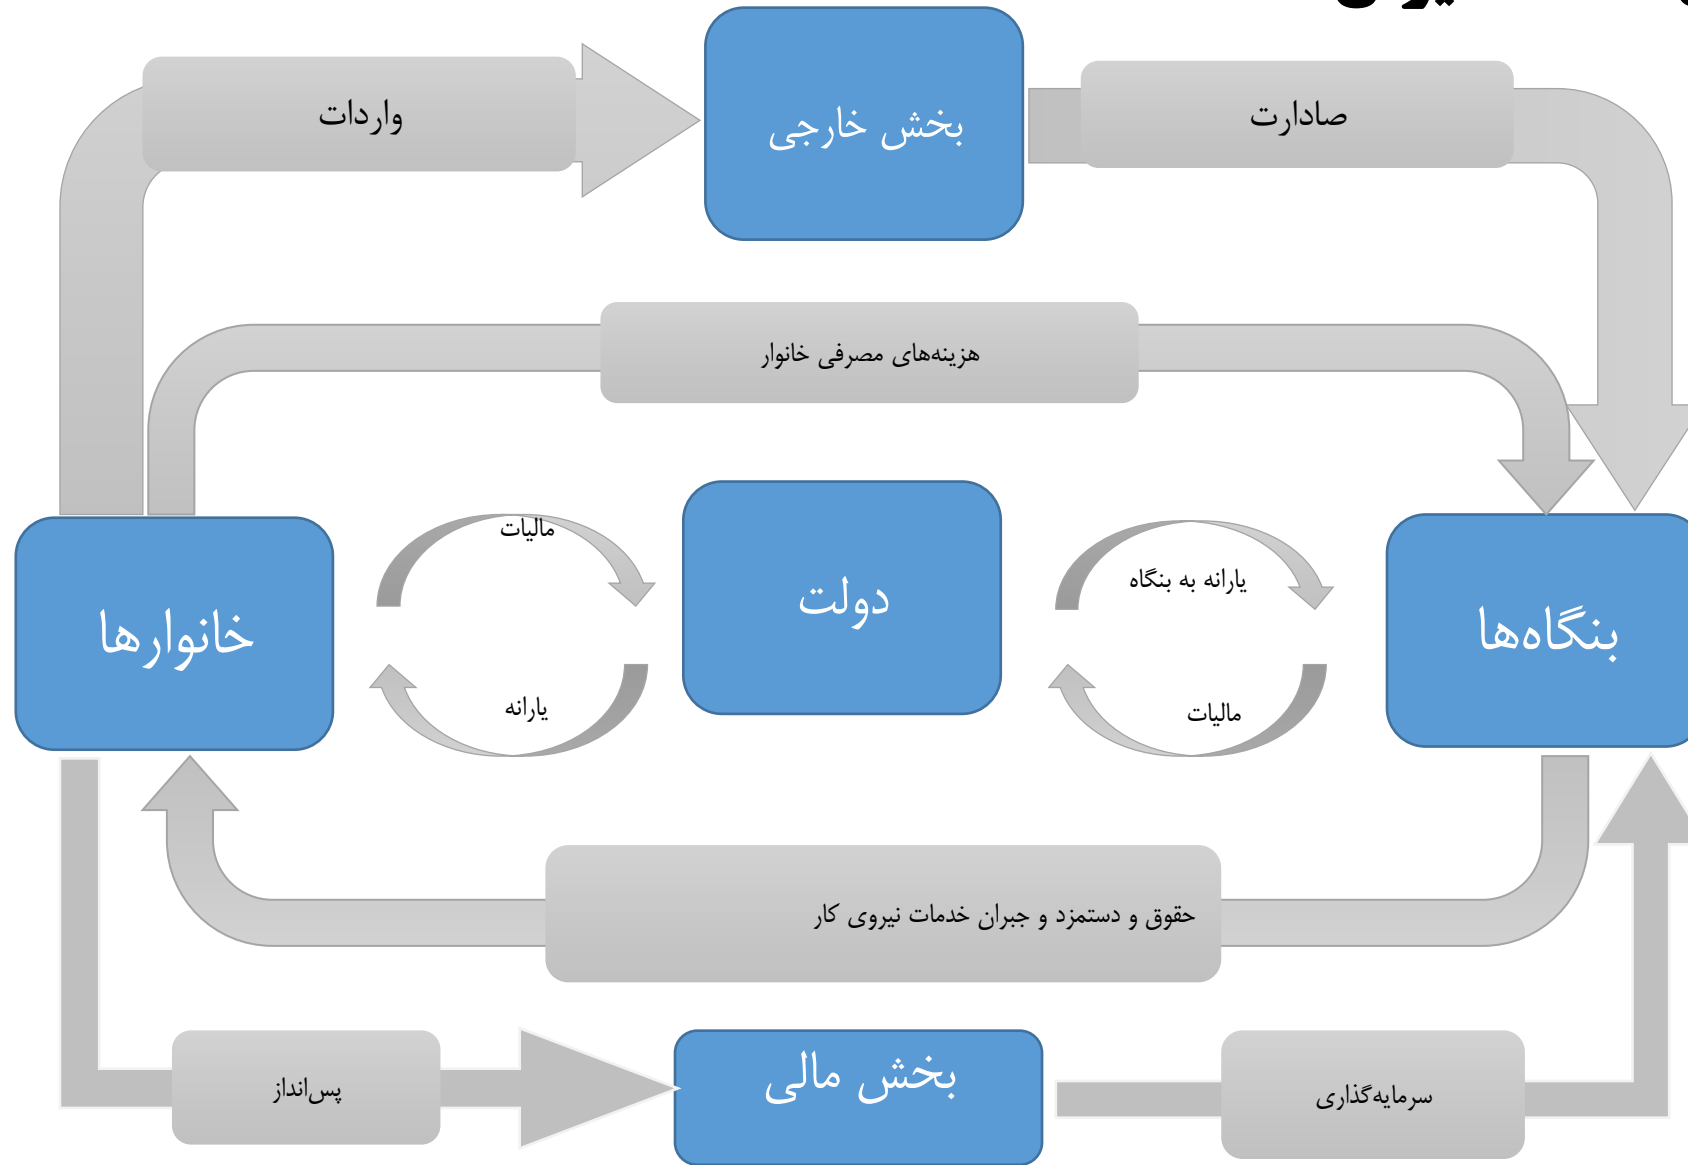 صادارت
بخش خارجی
واردات
هزینه‌های مصرفی خانوار
بنگاه‌ها
یارانه به بنگاه
مالیات
دولت
مالیات
یارانه
خانوارها
حقوق و دستمزد و جبران خدمات نیروی کار
سرمایه‌گذاری
بخش مالی
پس‌انداز